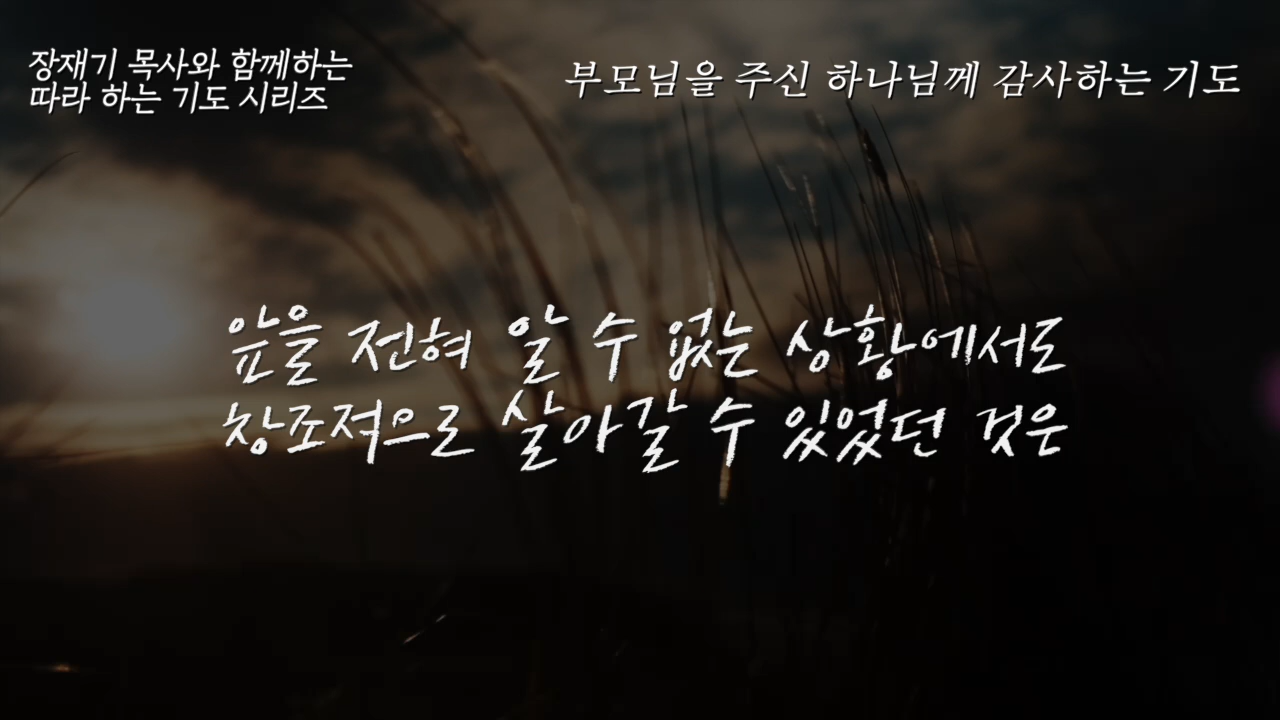 장재기 목사와 함께하는
따라 하는 기도 시리즈
부모님을 주신 하나님께 감사하는 기도
앞을 전혀 알 수 없는 상황에서도
창조적으로 살아갈 수 있었던 것은